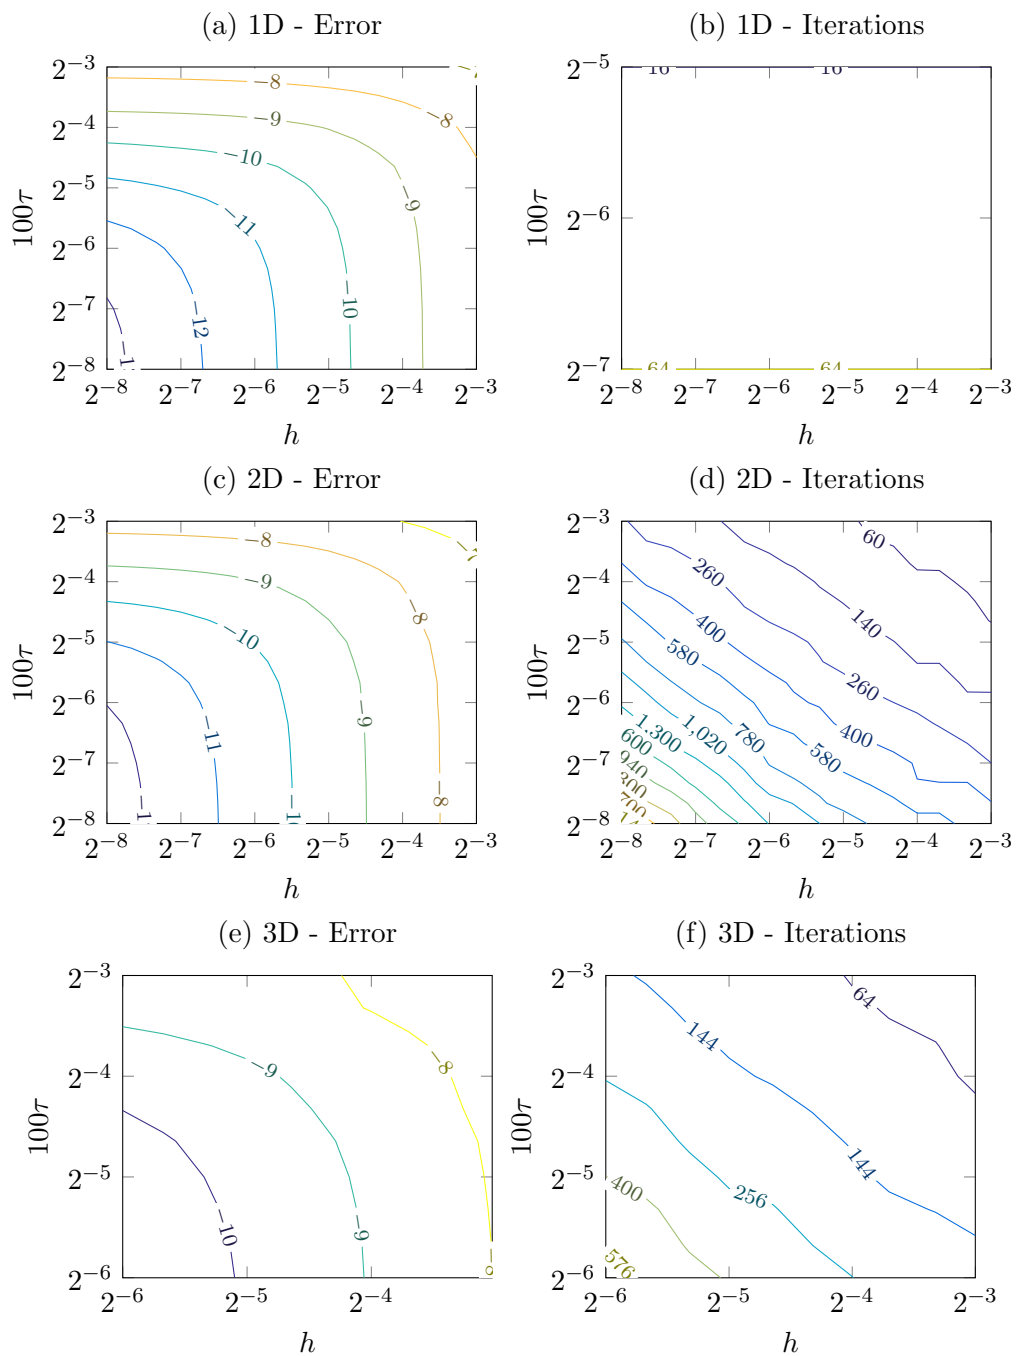 (a) 1D - Error
(b) 1D - Iterations
2⁻³
2⁻⁴
2⁻⁵
2⁻⁶
2⁻⁷
2⁻⁸
100τ
−8
−8
−9
−9
−10
−10
−11
−12
2⁻⁸ 2⁻⁷ 2⁻⁶ 2⁻⁵ 2⁻⁴ 2⁻³
h
2⁻⁵
2⁻⁶
2⁻⁷
100τ
16 16
64 64
2⁻⁸ 2⁻⁷ 2⁻⁶ 2⁻⁵ 2⁻⁴ 2⁻³
h
(c) 2D - Error
(d) 2D - Iterations
2⁻³
2⁻⁴
2⁻⁵
2⁻⁶
2⁻⁷
2⁻⁸
100τ
−8
−8
−8
−9
−9
−10
−11
2⁻⁸ 2⁻⁷ 2⁻⁶ 2⁻⁵ 2⁻⁴ 2⁻³
h
2⁻³
2⁻⁴
2⁻⁵
2⁻⁶
2⁻⁷
2⁻⁸
100τ
60
260
140
400
580
260
1,300
1,020
780
400
600
580
940
300
700
2⁻⁸ 2⁻⁷ 2⁻⁶ 2⁻⁵ 2⁻⁴ 2⁻³
h
(e) 3D - Error
(f) 3D - Iterations
2⁻³
2⁻⁴
2⁻⁵
2⁻⁶
100τ
−8
−9
−9
−10
2⁻⁶ 2⁻⁵ 2⁻⁴
h
2⁻³
2⁻⁴
2⁻⁵
2⁻⁶
100τ
64
144
144
400
256
576
2⁻⁶ 2⁻⁵ 2⁻⁴ 2⁻³
h